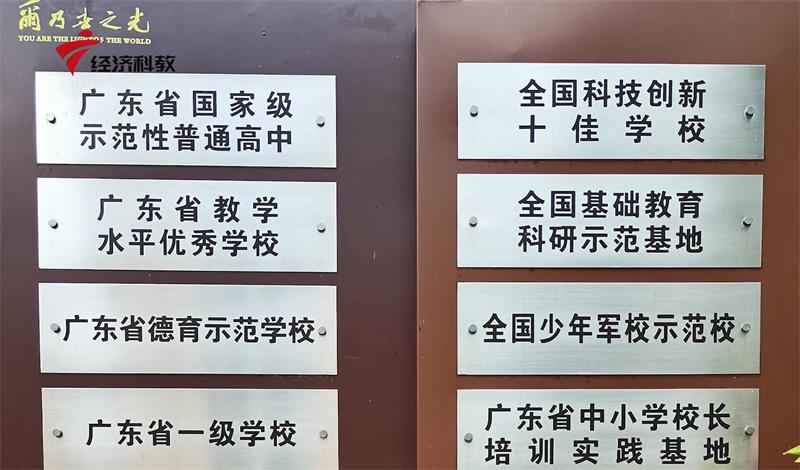 爾乃世之光
YOU ARE THE LIGHT OF THE WORLD
经济科教
广东省国家级
示范性普通高中
广东省教学
水平优秀学校
广东省德育示范学校
广东省一级学校
全国科技创新
十佳学校
全国基础教育
科研示范基地
全国少年军校示范校
广东省中小学校长
培训实践基地